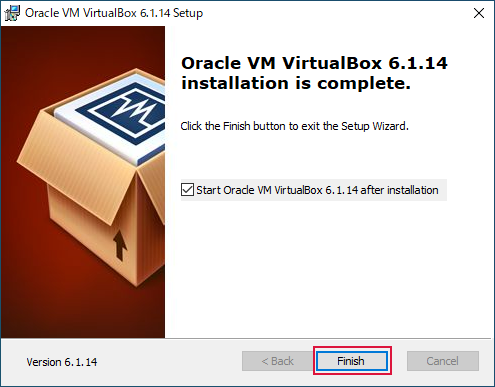 Oracle VM VirtualBox 6.1.14 Setup
Oracle VM VirtualBox 6.1.14
installation is complete.
Click the Finish button to exit the Setup Wizard.
Start Oracle VM VirtualBox 6.1.14 after installation
Version 6.1.14
< Back
Finish
Cancel